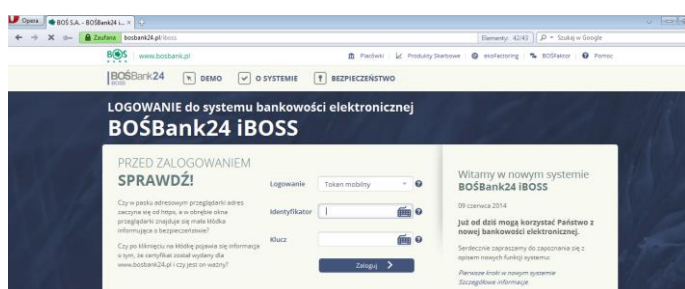 Opera
BOŚ S.A. - BOŚBank24 i...
Zaufana bosbank24.pl/iboss
Elementy: 42/43
Szukaj w Google
BOŚ www.bosbank.pl
Placówki
Produkty Skarbowe
ekoFactoring
BOŚFaktor
Pomoc
BOŚBank24
iBOSS
DEMO
O SYSTEMIE
BEZPIECZEŃSTWO
LOGOWANIE do systemu bankowości elektronicznej
BOŚBank24 iBOSS
PRZED ZALOGOWANIEM
SPRAWDŹ!
Czy w pasku adresowym przeglądarki adres
zaczyna się od https, a w obrębie okna
przeglądarki znajduje się mała kłódka
informująca o bezpieczeństwie?
Czy po kliknięciu na kłódkę pojawia się informacja
o tym, że certyfikat został wydany dla
www.bosbank24.pl i czy jest on ważny?
Logowanie
Token mobilny
Identyfikator
Klucz
Zaloguj
Witamy w nowym systemie
BOŚBank24 iBOSS
09 czerwca 2014
Już od dziś mogą korzystać Państwo z
nowej bankowości elektronicznej.
Serdecznie zapraszamy do zapoznania się z
opisem nowych funkcji systemu:
Pierwsze kroki w nowym systemie
Szczegółowe informacje